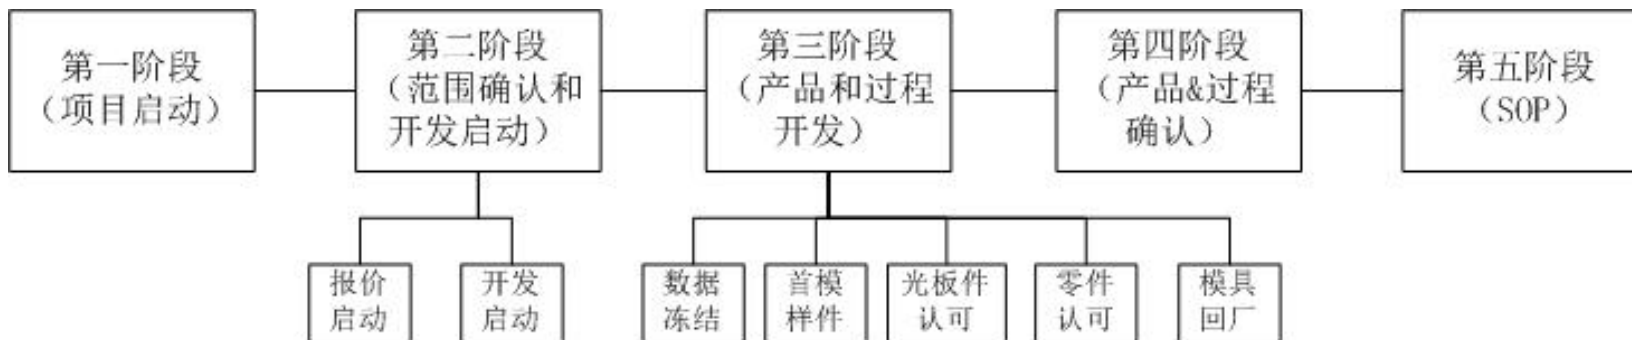 第一阶段
（项目启动）
第二阶段
（范围确认和
开发启动）
第三阶段
（产品和过程
开发）
第四阶段
（产品&过程
确认）
第五阶段
（SOP）
报价
启动
开发
启动
数据
冻结
首模
样件
光板件
认可
零件
认可
模具
回厂